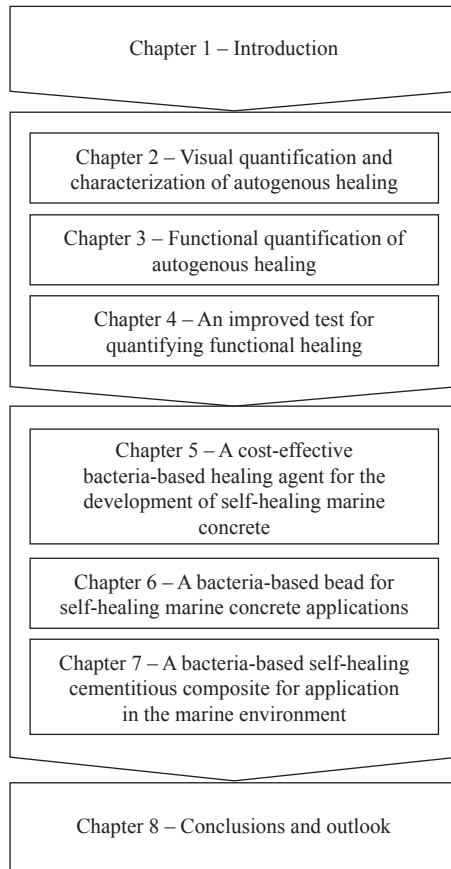 Chapter 1 – Introduction
Chapter 2 – Visual quantification and
characterization of autogenous healing
Chapter 3 – Functional quantification of
autogenous healing
Chapter 4 – An improved test for
quantifying functional healing
Chapter 5 – A cost-effective
bacteria-based healing agent for the
development of self-healing marine
concrete
Chapter 6 – A bacteria-based bead for
self-healing marine concrete applications
Chapter 7 – A bacteria-based self-healing
cementitious composite for application
in the marine environment
Chapter 8 – Conclusions and outlook